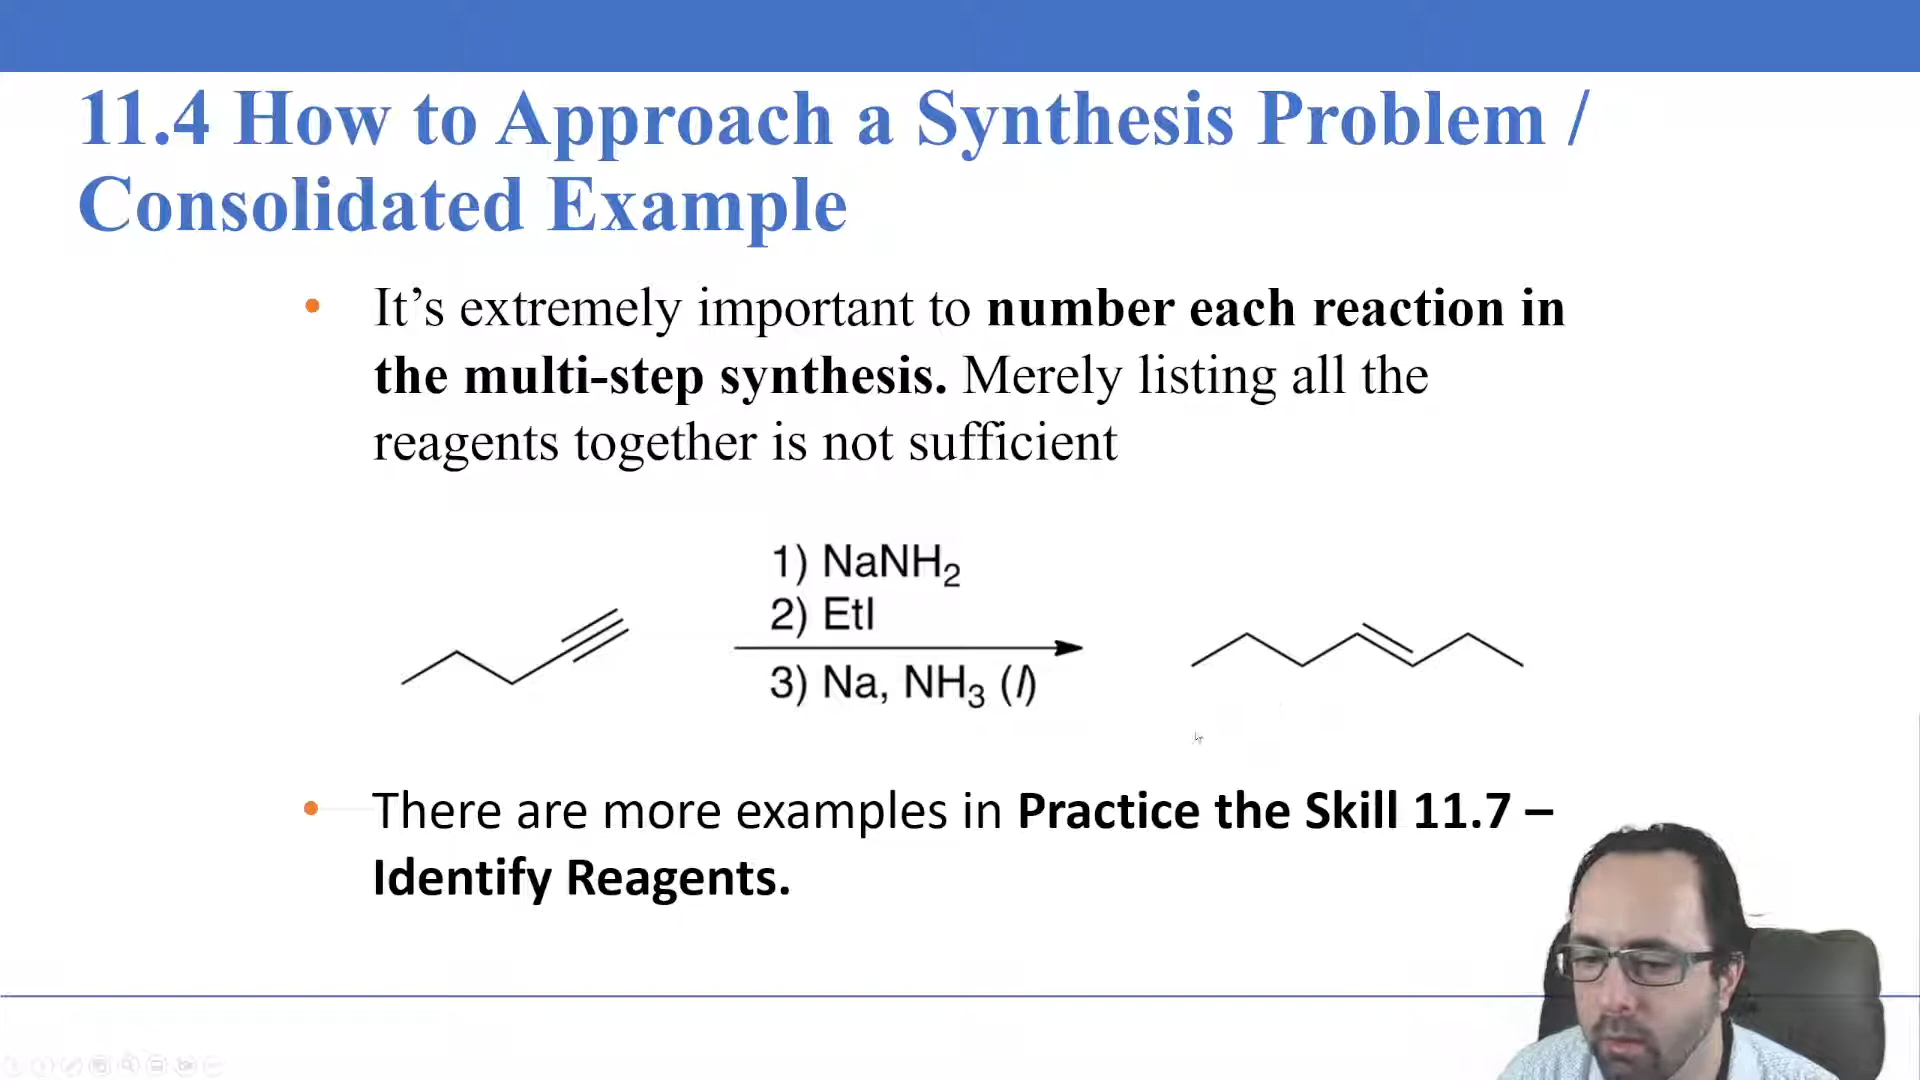 11.4 How to Approach a Synthesis Problem /
Consolidated Example
• It’s extremely important to number each reaction in
the multi-step synthesis. Merely listing all the
reagents together is not sufficient
1) NaNH₂
2) EtI
3) Na, NH₃ (l)
• There are more examples in Practice the Skill 11.7 –
Identify Reagents.